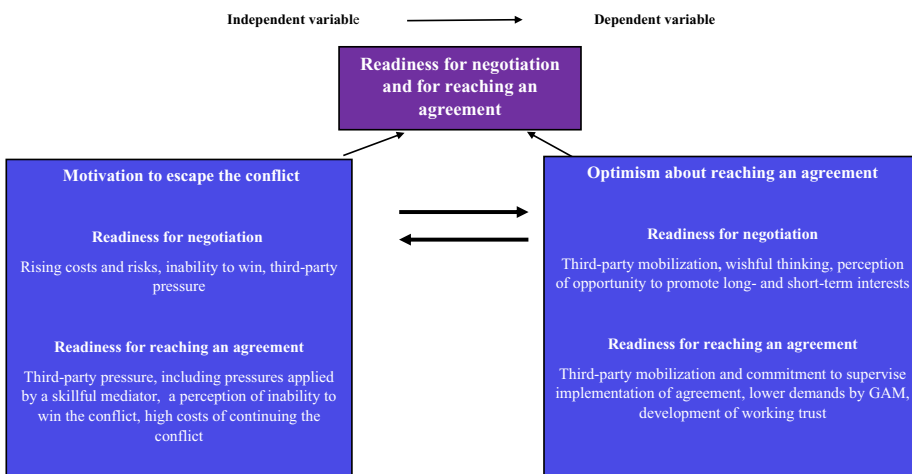 Independent variable
Dependent variable
Readiness for negotiation
and for reaching an
agreement
Motivation to escape the conflict
Readiness for negotiation
Rising costs and risks, inability to win, third-party
pressure
Readiness for reaching an agreement
Third-party pressure, including pressures applied
by a skillful mediator, a perception of inability to
win the conflict, high costs of continuing the
conflict
Optimism about reaching an agreement
Readiness for negotiation
Third-party mobilization, wishful thinking, perception
of opportunity to promote long- and short-term interests
Readiness for reaching an agreement
Third-party mobilization and commitment to supervise
implementation of agreement, lower demands by GAM,
development of working trust